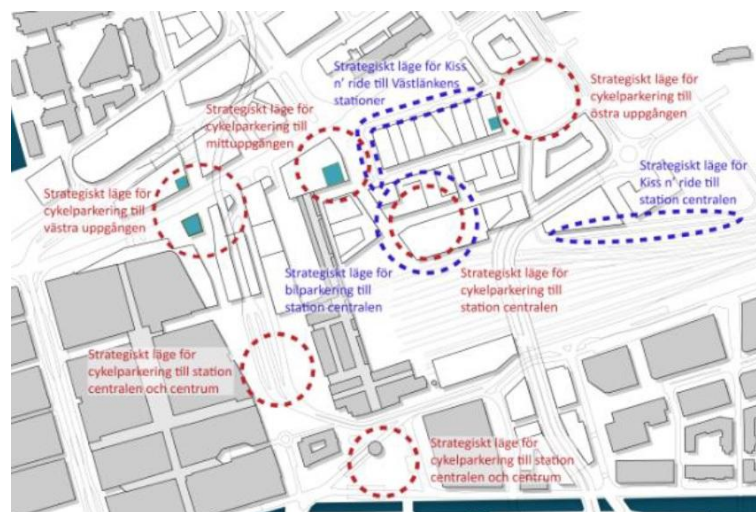 Strategiskt läge för Kiss
n' ride till Västlänkens
stationer
Strategiskt läge för
cykelparkering till
östra uppgången
Strategiskt läge för
cykelparkering till
mittuppgången
Strategiskt läge för
Kiss n' ride till
station centralen
Strategiskt läge för
cykelparkering till
västra uppgången
Strategiskt läge för
bilparkering till
station centralen
Strategiskt läge för
cykelparkering till
station centralen
Strategiskt läge för
cykelparkering till station
centralen och centrum
Strategiskt läge för
cykelparkering till station
centralen och centrum